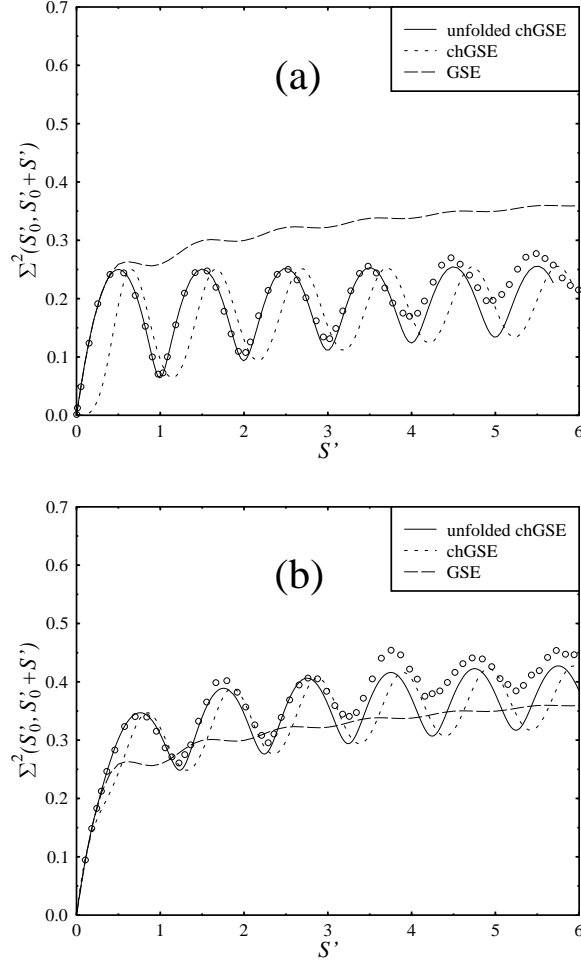 0.7
0.6
0.5
0.4
0.3
0.2
0.1
0.0
Σ²(S'₀, S'₀+S')
(a)
unfolded chGSE
chGSE
GSE
0 1 2 3 4 5 6
S'
0.7
0.6
0.5
0.4
0.3
0.2
0.1
0.0
Σ²(S'₀, S'₀+S')
(b)
unfolded chGSE
chGSE
GSE
0 1 2 3 4 5 6
S'